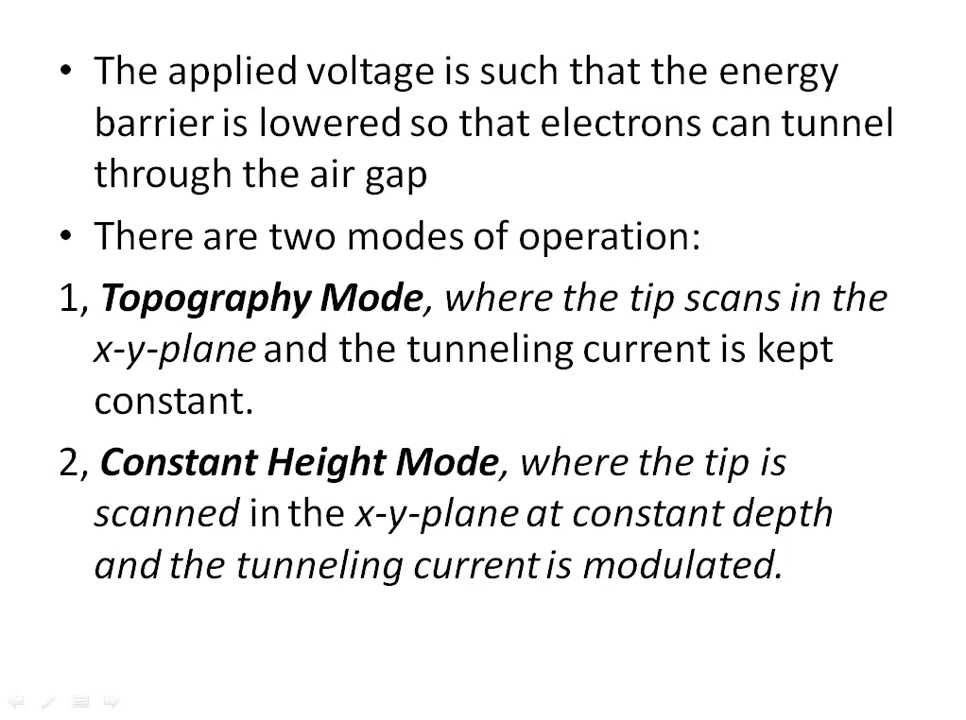 • The applied voltage is such that the energy
barrier is lowered so that electrons can tunnel
through the air gap
• There are two modes of operation:
1, Topography Mode, where the tip scans in the
x-y-plane and the tunneling current is kept
constant.
2, Constant Height Mode, where the tip is
scanned in the x-y-plane at constant depth
and the tunneling current is modulated.